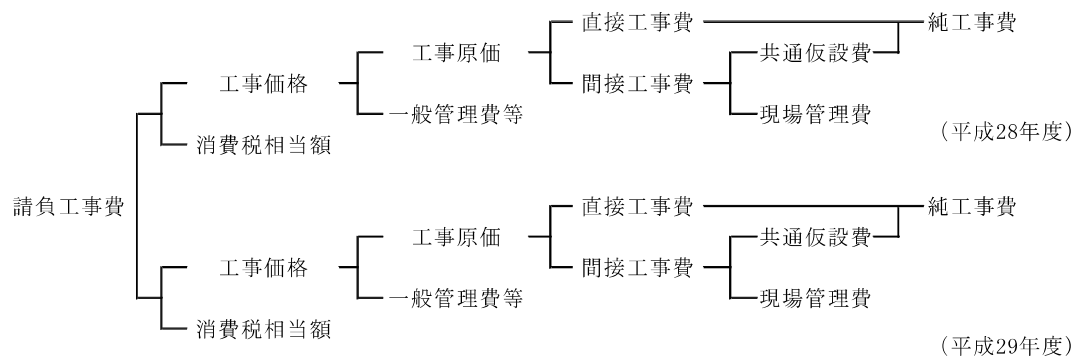 直接工事費 純工事費
工事原価 共通仮設費
工事価格 間接工事費
一般管理費等 現場管理費
(平成28年度)
消費税相当額
請負工事費 直接工事費 純工事費
工事原価 共通仮設費
工事価格 間接工事費
一般管理費等 現場管理費
消費税相当額
(平成29年度)